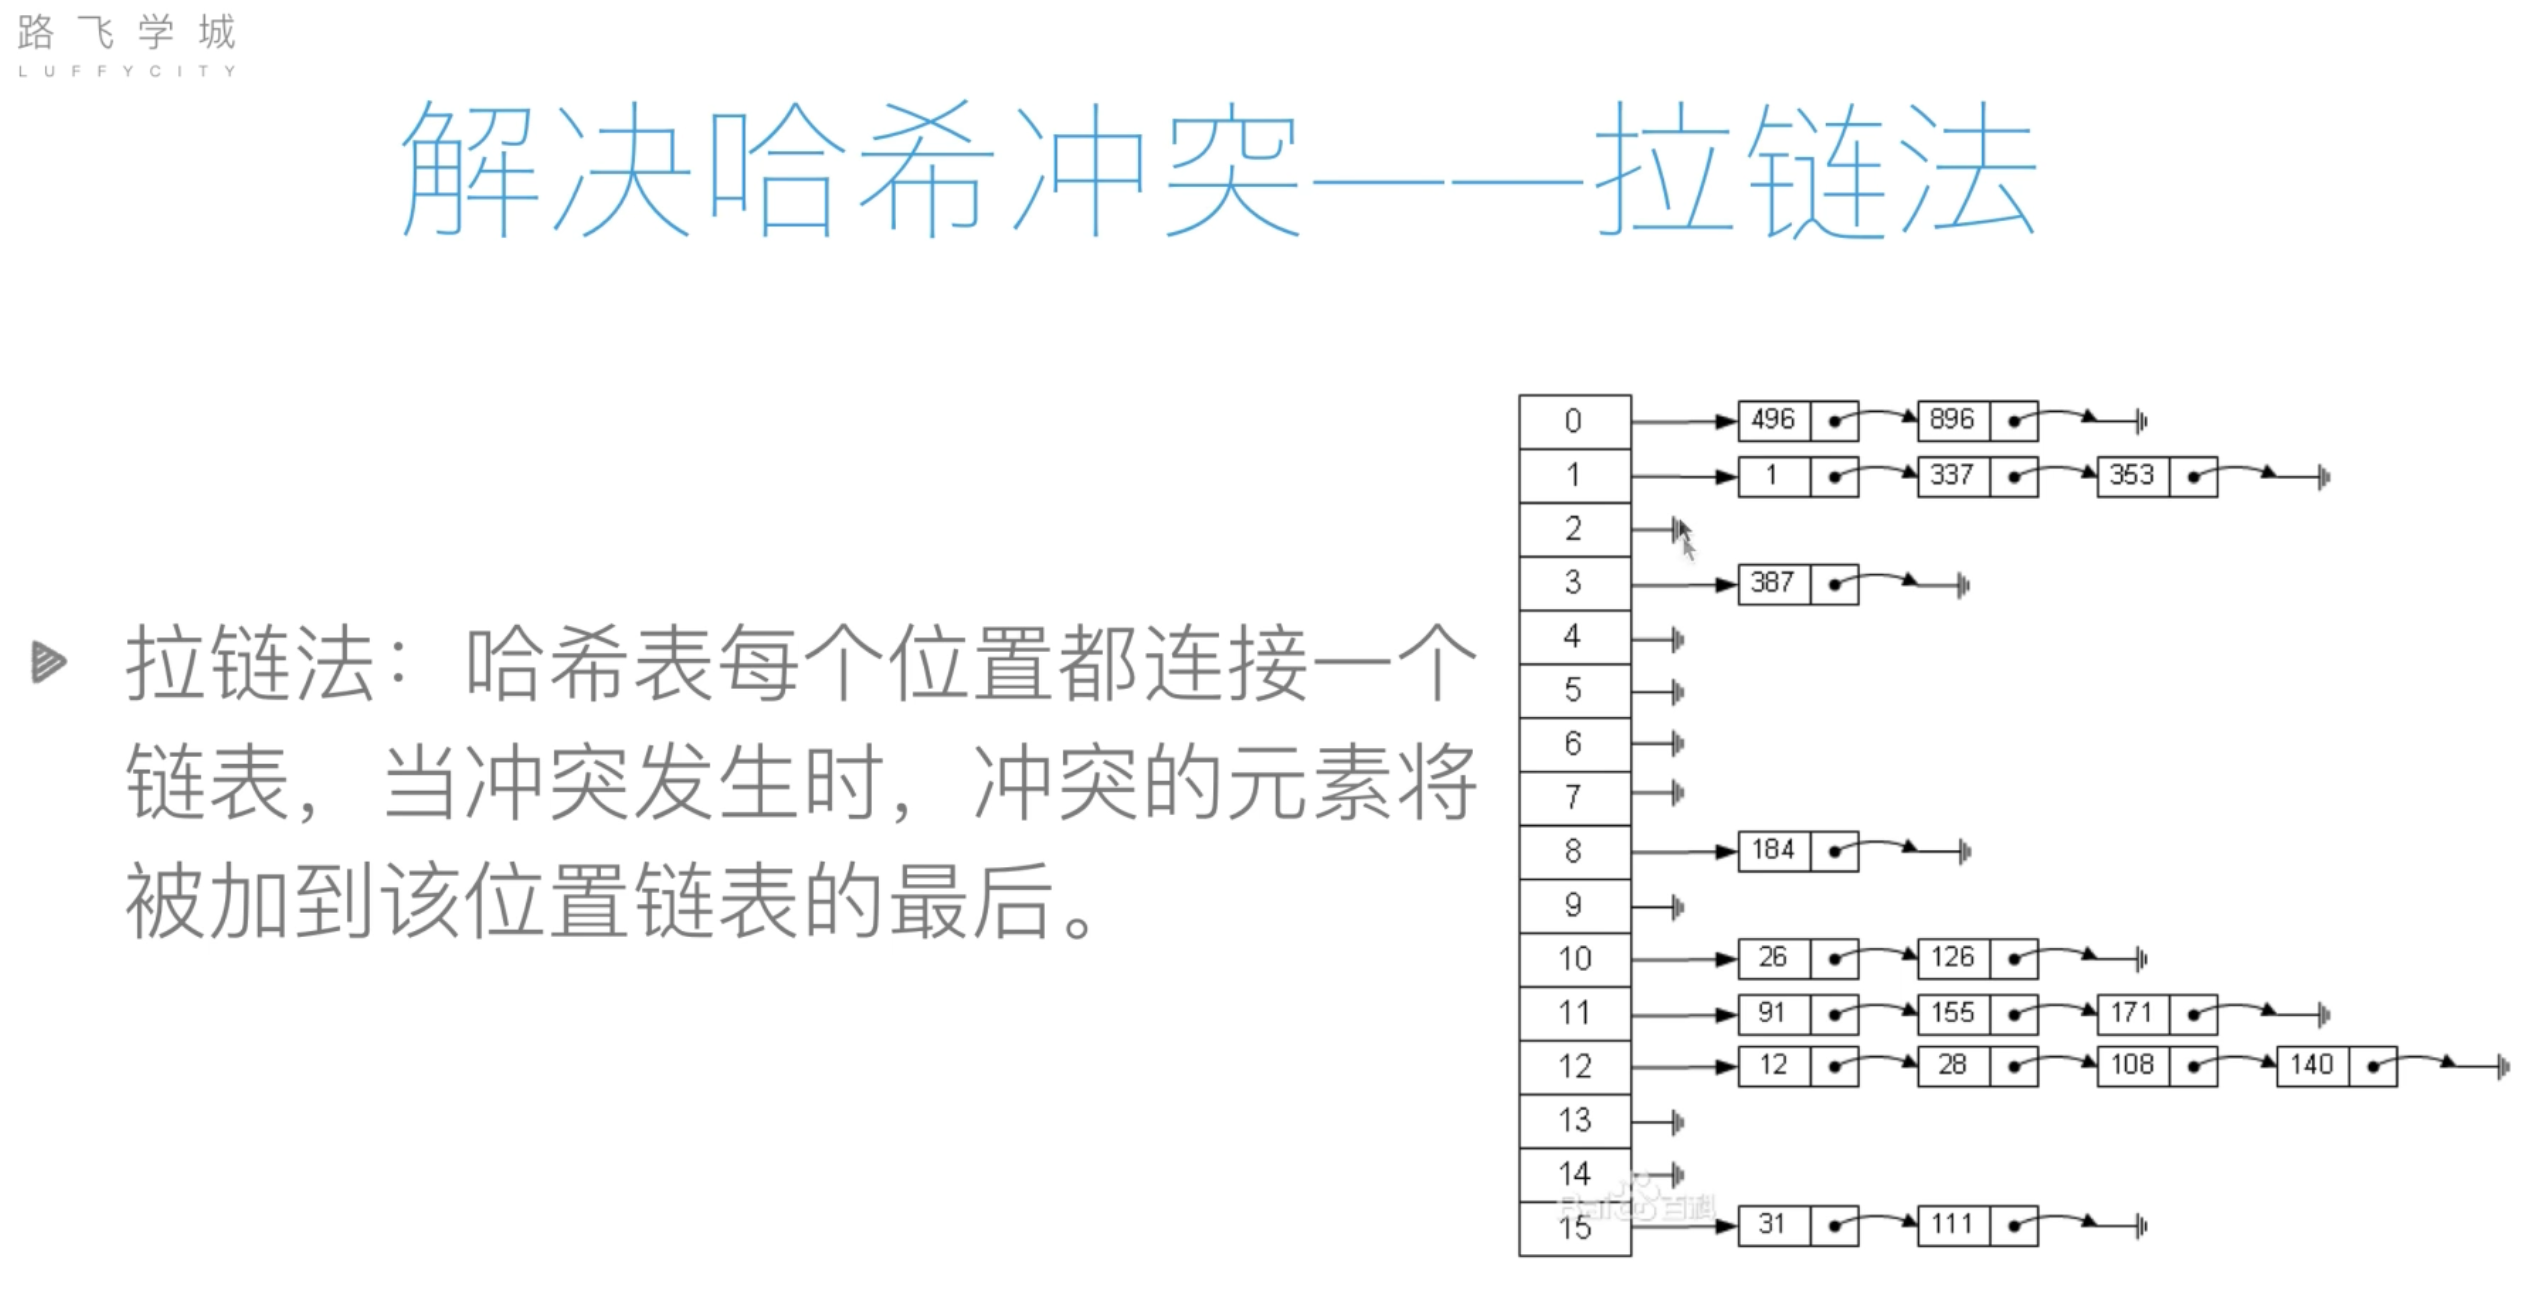 路飞学城
LUFFYCITY
解决哈希冲突——拉链法
拉链法：哈希表每个位置都连接一个
链表，当冲突发生时，冲突的元素将
被加到该位置链表的最后。
0 496 896
1 1 337 353
2
3 387
4
5
6
7
8 184
9
10 26 126
11 91 155 171
12 12 28 108 140
13
14
Baidu百科
15 31 111